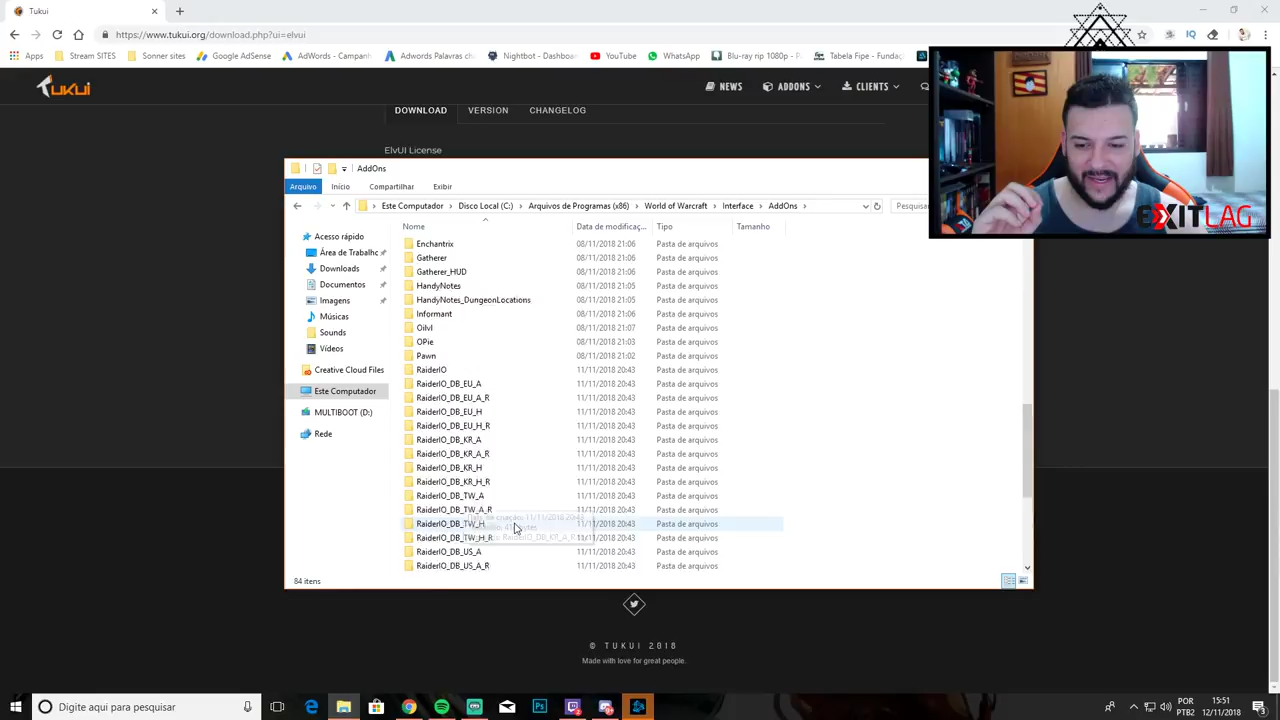 Tukui
https://www.tukui.org/download.php?ui=elvui
Apps
Stream SITES
Sonner sites
Google AdSense
AdWords - Campanh
Adwords Palavras ch
Nightbot - Dashboard
YouTube
WhatsApp
Blu-ray rip 1080p - P
Tabela Fipe - Fundaç
IQ
TUKUI
NEWS
ADDONS
CLIENTS
DOWNLOAD
VERSION
CHANGELOG
ElvUI License
EXITLAG
AddOns
Arquivo
Início
Compartilhar
Exibir
Este Computador > Disco Local (C:) > Arquivos de Programas (x86) > World of Warcraft > Interface > AddOns >
Pesquisa
Nome
Data de modificaç...
Tipo
Tamanho
Acesso rápido
Área de Trabalhc
Downloads
Documentos
Imagens
Músicas
Sounds
Vídeos
Creative Cloud Files
Este Computador
MULTIBOOT (D:)
Rede
Enchantrix 08/11/2018 21:06 Pasta de arquivos
Gatherer 08/11/2018 21:06 Pasta de arquivos
Gatherer_HUD 08/11/2018 21:06 Pasta de arquivos
HandyNotes 08/11/2018 21:05 Pasta de arquivos
HandyNotes_DungeonLocations 08/11/2018 21:05 Pasta de arquivos
Informant 08/11/2018 21:06 Pasta de arquivos
Oilvl 08/11/2018 21:07 Pasta de arquivos
OPie 08/11/2018 21:03 Pasta de arquivos
Pawn 08/11/2018 21:02 Pasta de arquivos
RaiderIO 11/11/2018 20:43 Pasta de arquivos
RaiderIO_DB_EU_A 11/11/2018 20:43 Pasta de arquivos
RaiderIO_DB_EU_A_R 11/11/2018 20:43 Pasta de arquivos
RaiderIO_DB_EU_H 11/11/2018 20:43 Pasta de arquivos
RaiderIO_DB_EU_H_R 11/11/2018 20:43 Pasta de arquivos
RaiderIO_DB_KR_A 11/11/2018 20:43 Pasta de arquivos
RaiderIO_DB_KR_A_R 11/11/2018 20:43 Pasta de arquivos
RaiderIO_DB_KR_H 11/11/2018 20:43 Pasta de arquivos
RaiderIO_DB_KR_H_R 11/11/2018 20:43 Pasta de arquivos
RaiderIO_DB_TW_A 11/11/2018 20:43 Pasta de arquivos
RaiderIO_DB_TW_A_R 11/11/2018 20:43 Pasta de arquivos
RaiderIO_DB_TW_H 11/11/2018 20:43 Pasta de arquivos
RaiderIO_DB_TW_H_R 11/11/2018 20:43 Pasta de arquivos
RaiderIO_DB_US_A 11/11/2018 20:43 Pasta de arquivos
RaiderIO_DB_US_A_R 11/11/2018 20:43 Pasta de arquivos
84 itens
© TUKUI 2018
Made with love for great people.
Digite aqui para pesquisar
POR
PTB2
15:51
12/11/2018
3